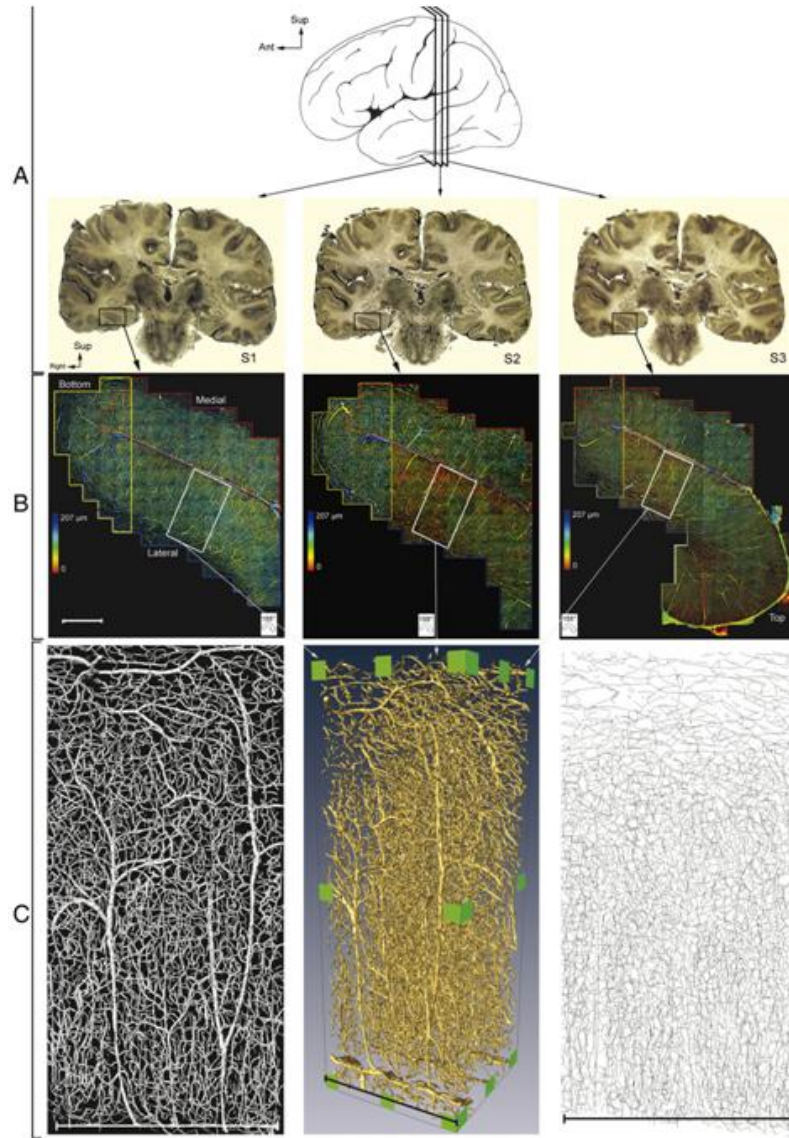 Sup
Ant
A
S1
S2
S3
Sup
Right
Bottom
Medial
B
207 µm
207 µm
207 µm
0
0
0
Lateral
Top
C